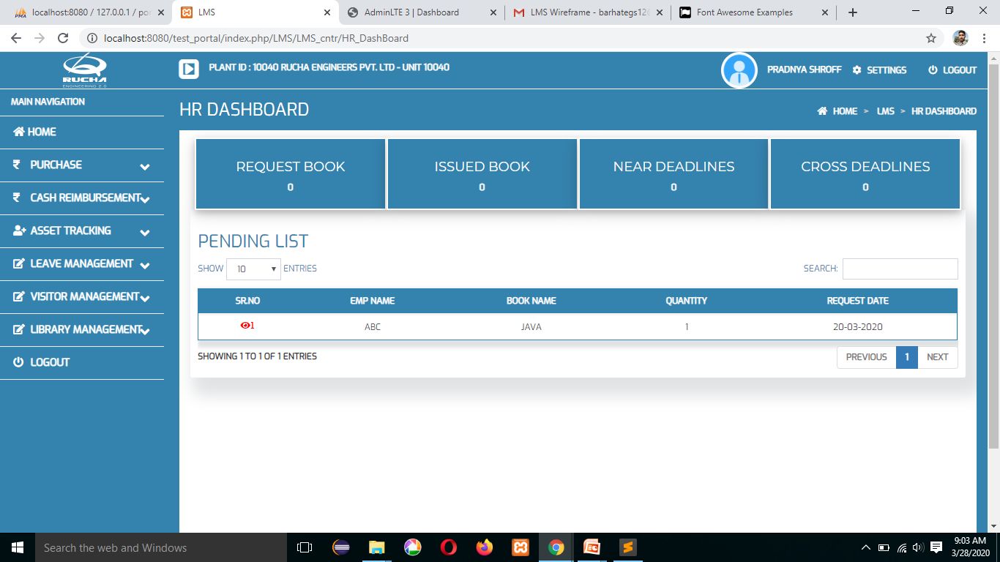 localhost:8080 / 127.0.0.1 / por
LMS
AdminLTE 3 | Dashboard
LMS Wireframe - barhategs126
Font Awesome Examples
localhost:8080/test_portal/index.php/LMS/LMS_cntr/HR_DashBoard
RUCHA
ENGINEERING 2.0
PLANT ID : 10040 RUCHA ENGINEERS PVT. LTD - UNIT 10040
PRADNYA SHROFF
SETTINGS
LOGOUT
MAIN NAVIGATION
HOME
PURCHASE
CASH REIMBURSEMENT
ASSET TRACKING
LEAVE MANAGEMENT
VISITOR MANAGEMENT
LIBRARY MANAGEMENT
LOGOUT
HR DASHBOARD
HOME > LMS > HR DASHBOARD
REQUEST BOOK
0
ISSUED BOOK
0
NEAR DEADLINES
0
CROSS DEADLINES
0
PENDING LIST
SHOW 10 ENTRIES
SEARCH:
SR.NO EMP NAME BOOK NAME QUANTITY REQUEST DATE
1 ABC JAVA 1 20-03-2020
SHOWING 1 TO 1 OF 1 ENTRIES
PREVIOUS 1 NEXT
Search the web and Windows
9:03 AM
3/28/2020